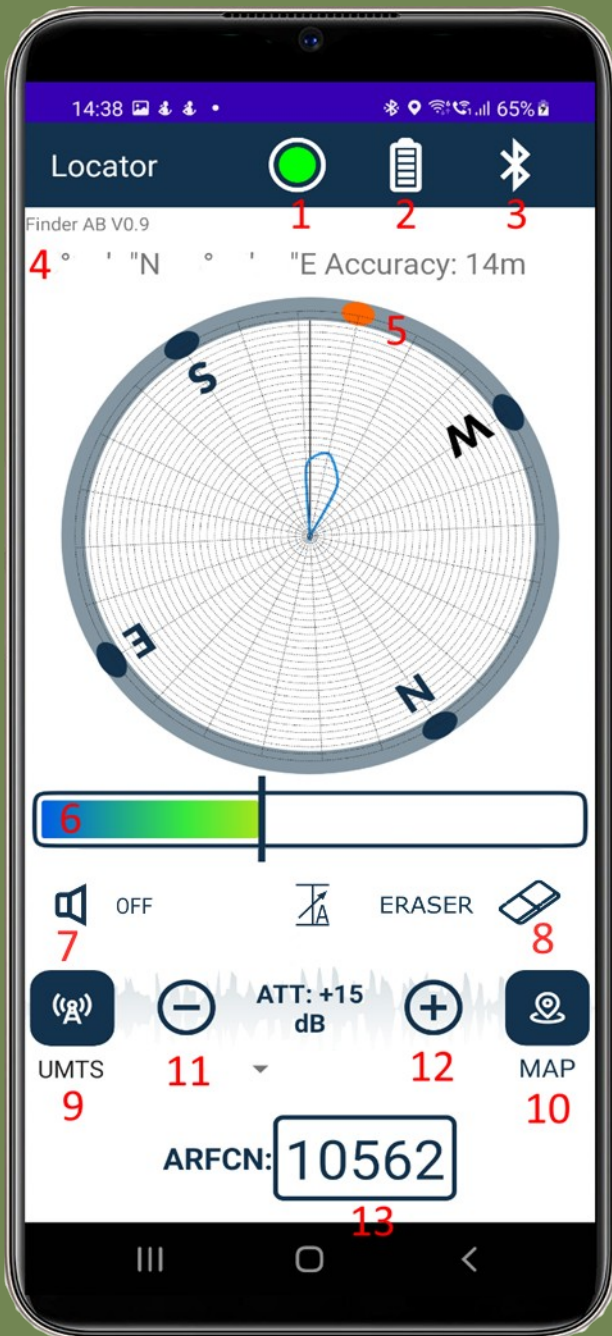 14:38 65%
Locator
1 2 3
Finder AB V0.9
4 ° ' "N ° ' "E Accuracy: 14m
5
S
W
E
N
6
OFF A ERASER
7 8
ATT: +15
dB
UMTS 11 12 MAP
9 10
ARFCN: 10562
13